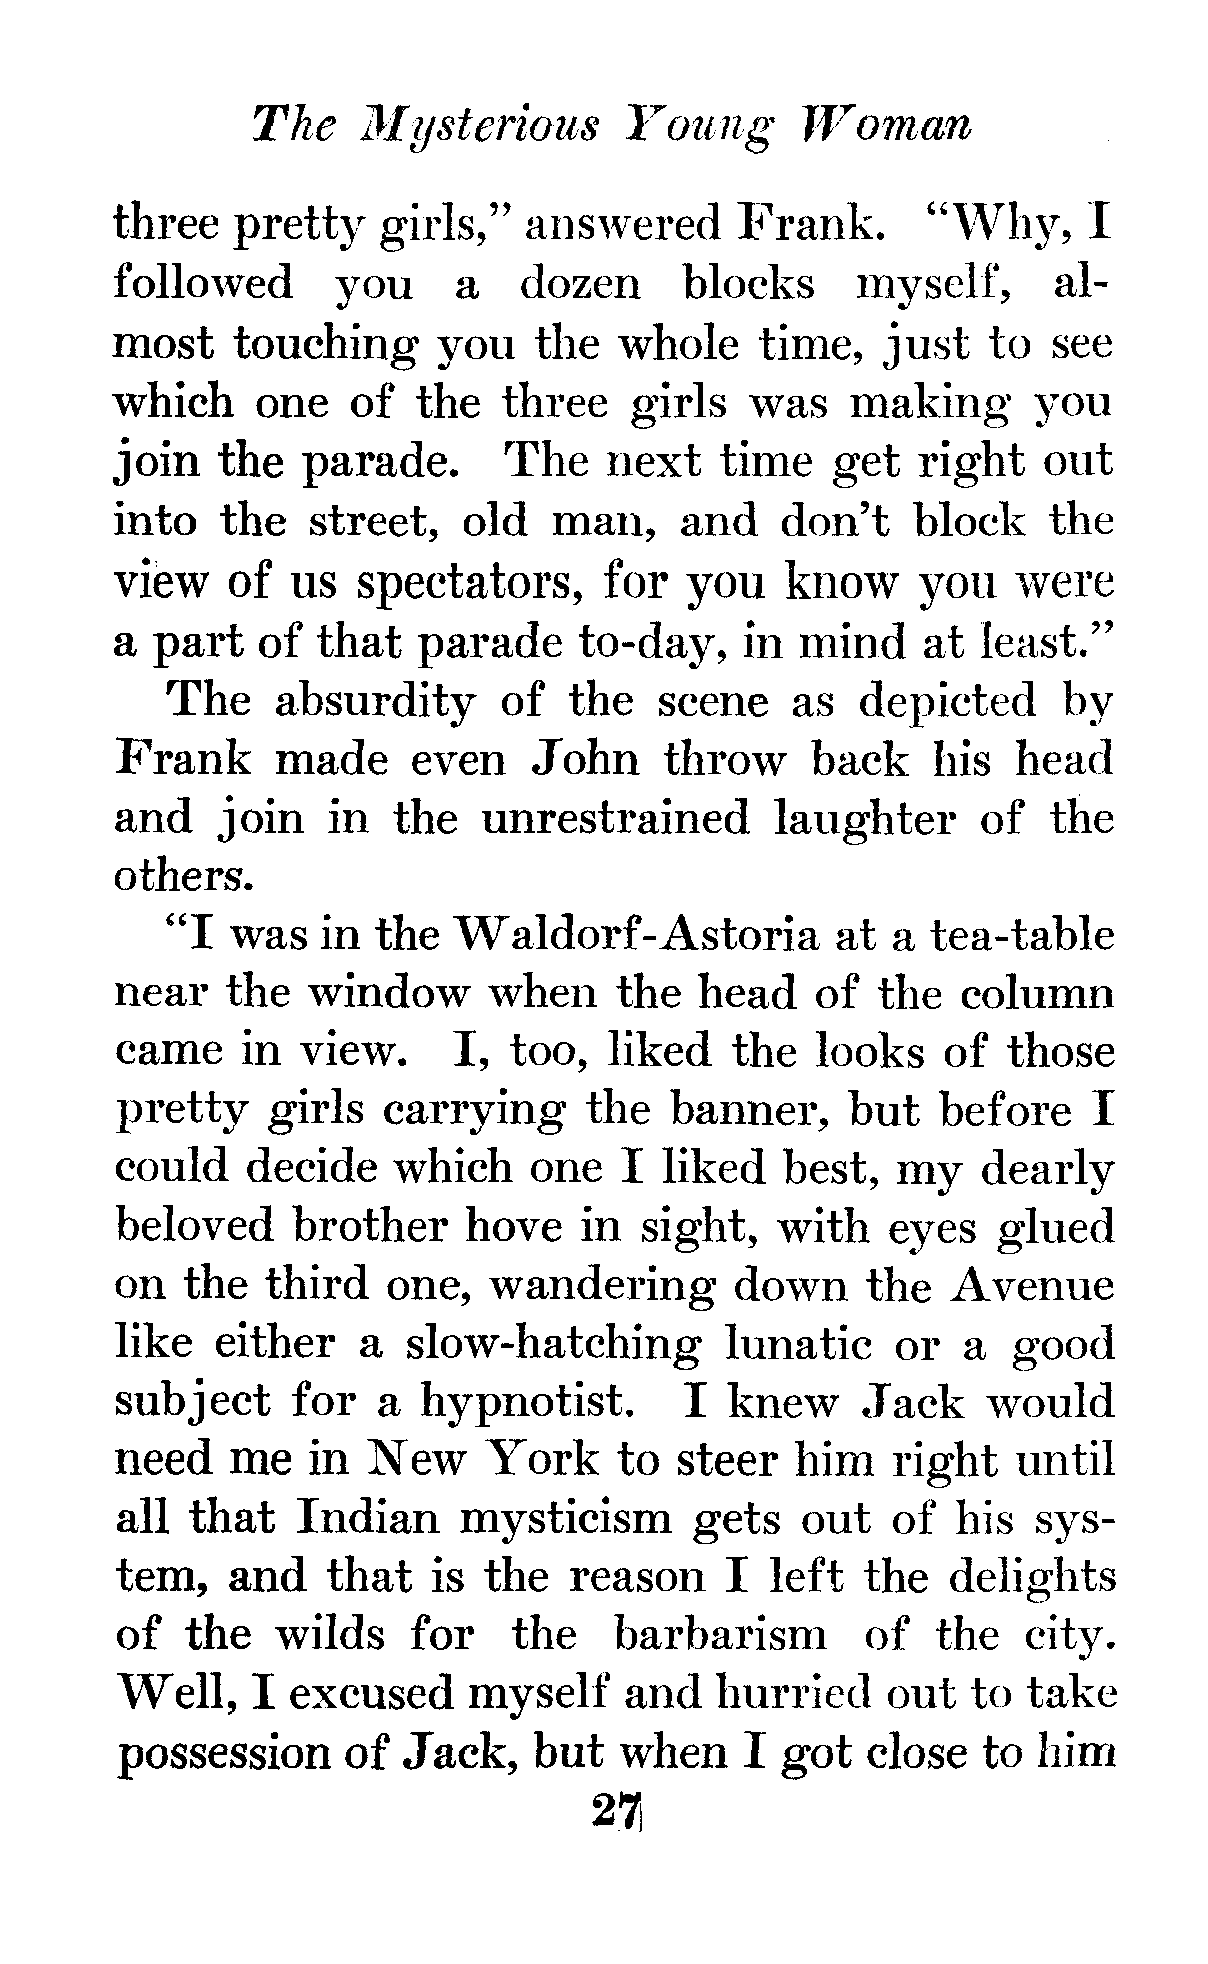 The Mysterious Young Woman
three pretty girls,” answered Frank. “Why, I
followed you a dozen blocks myself, al-
most touching you the whole time, just to see
which one of the three girls was making you
join the parade. The next time get right out
into the street, old man, and don’t block the
view of us spectators, for you know you were
a part of that parade to-day, in mind at least.”
The absurdity of the scene as depicted by
Frank made even John throw back his head
and join in the unrestrained laughter of the
others.
“I was in the Waldorf-Astoria at a tea-table
near the window when the head of the column
came in view. I, too, liked the looks of those
pretty girls carrying the banner, but before I
could decide which one I liked best, my dearly
beloved brother hove in sight, with eyes glued
on the third one, wandering down the Avenue
like either a slow-hatching lunatic or a good
subject for a hypnotist. I knew Jack would
need me in New York to steer him right until
all that Indian mysticism gets out of his sys-
tem, and that is the reason I left the delights
of the wilds for the barbarism of the city.
Well, I excused myself and hurried out to take
possession of Jack, but when I got close to him
27